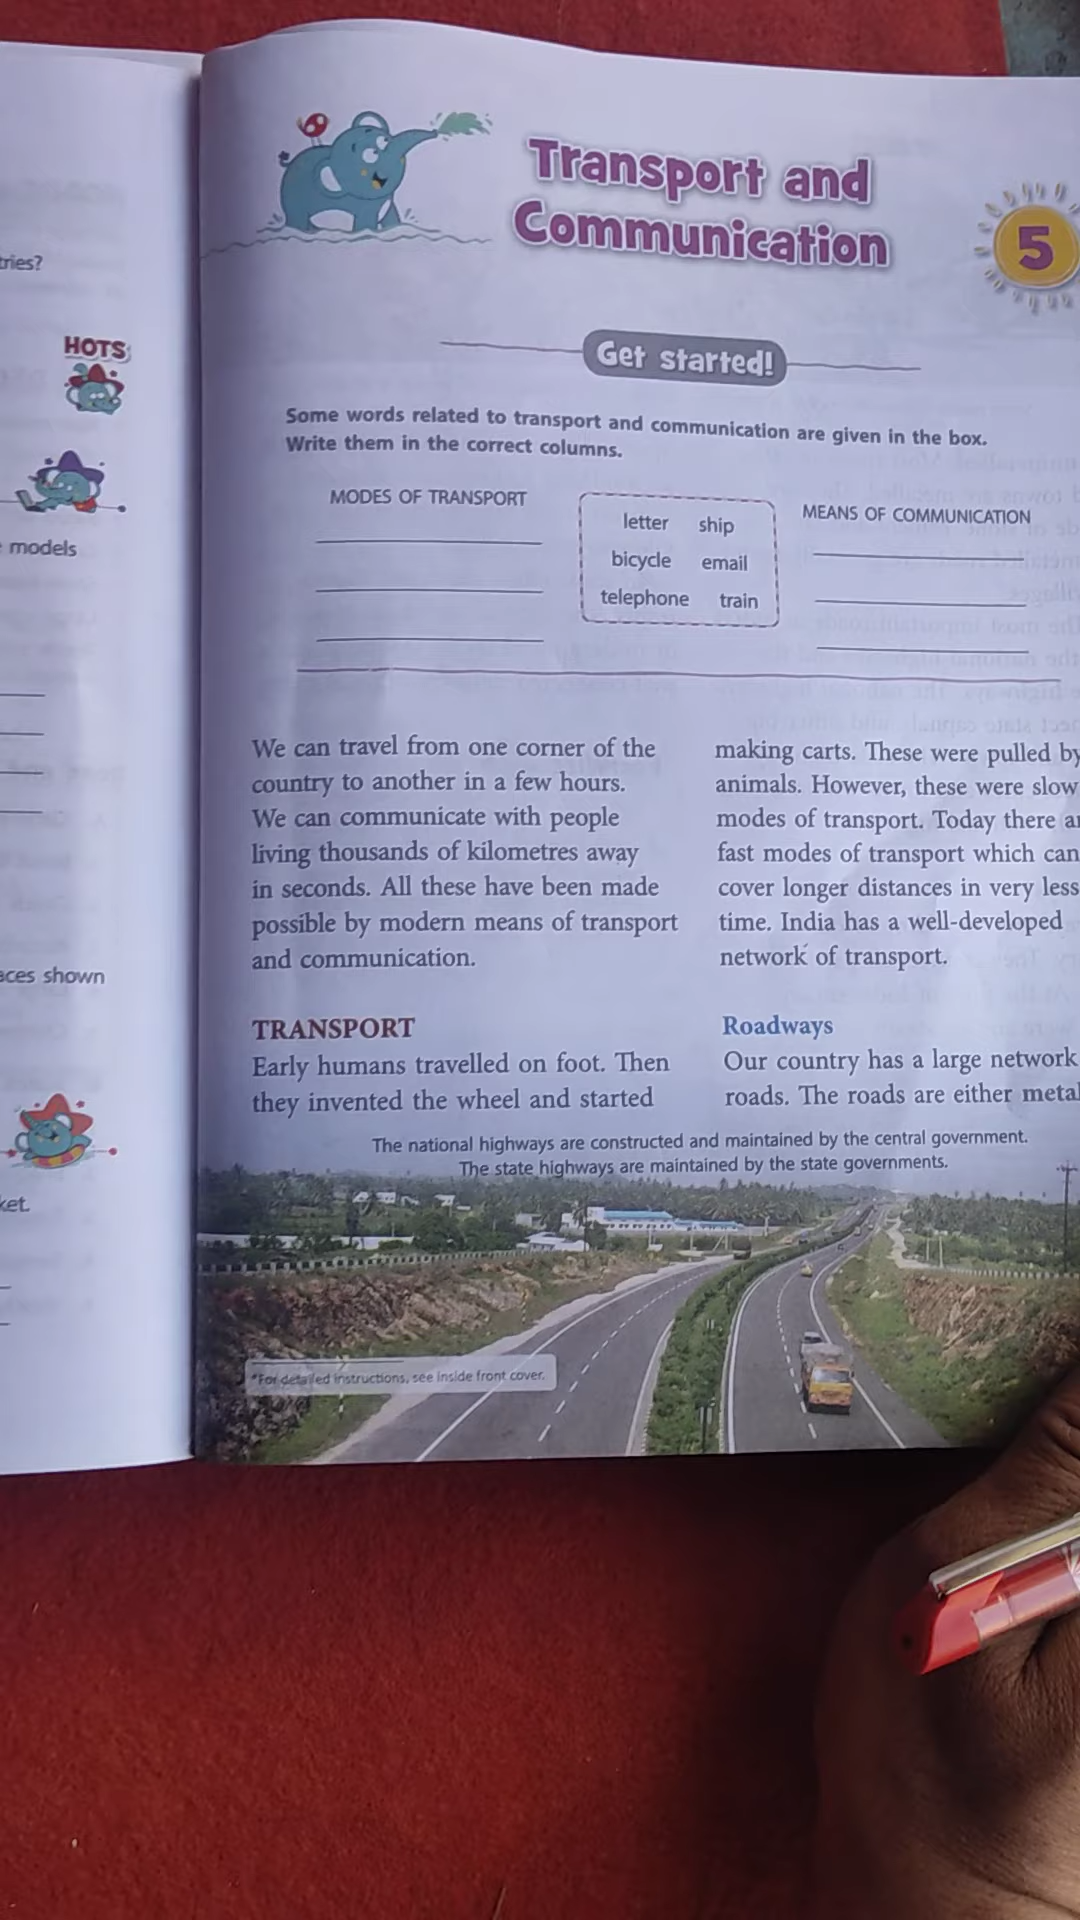 tries?
HOTS
models
aces shown
ket.
Transport and
Communication
5
Get started!
Some words related to transport and communication are given in the box.
Write them in the correct columns.
MODES OF TRANSPORT
letter ship
bicycle email
telephone train
MEANS OF COMMUNICATION
We can travel from one corner of the
country to another in a few hours.
We can communicate with people
living thousands of kilometres away
in seconds. All these have been made
possible by modern means of transport
and communication.
TRANSPORT
Early humans travelled on foot. Then
they invented the wheel and started
making carts. These were pulled by
animals. However, these were slow
modes of transport. Today there ar
fast modes of transport which can
cover longer distances in very less
time. India has a well-developed
network of transport.
Roadways
Our country has a large network
roads. The roads are either metal
The national highways are constructed and maintained by the central government.
The state highways are maintained by the state governments.
*For detailed instructions, see inside front cover.